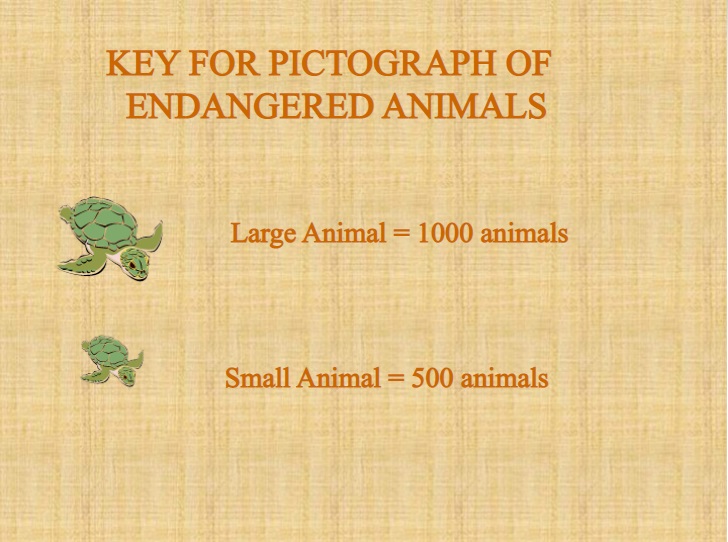 KEY FOR PICTOGRAPH OF
ENDANGERED ANIMALS
Large Animal = 1000 animals
Small Animal = 500 animals